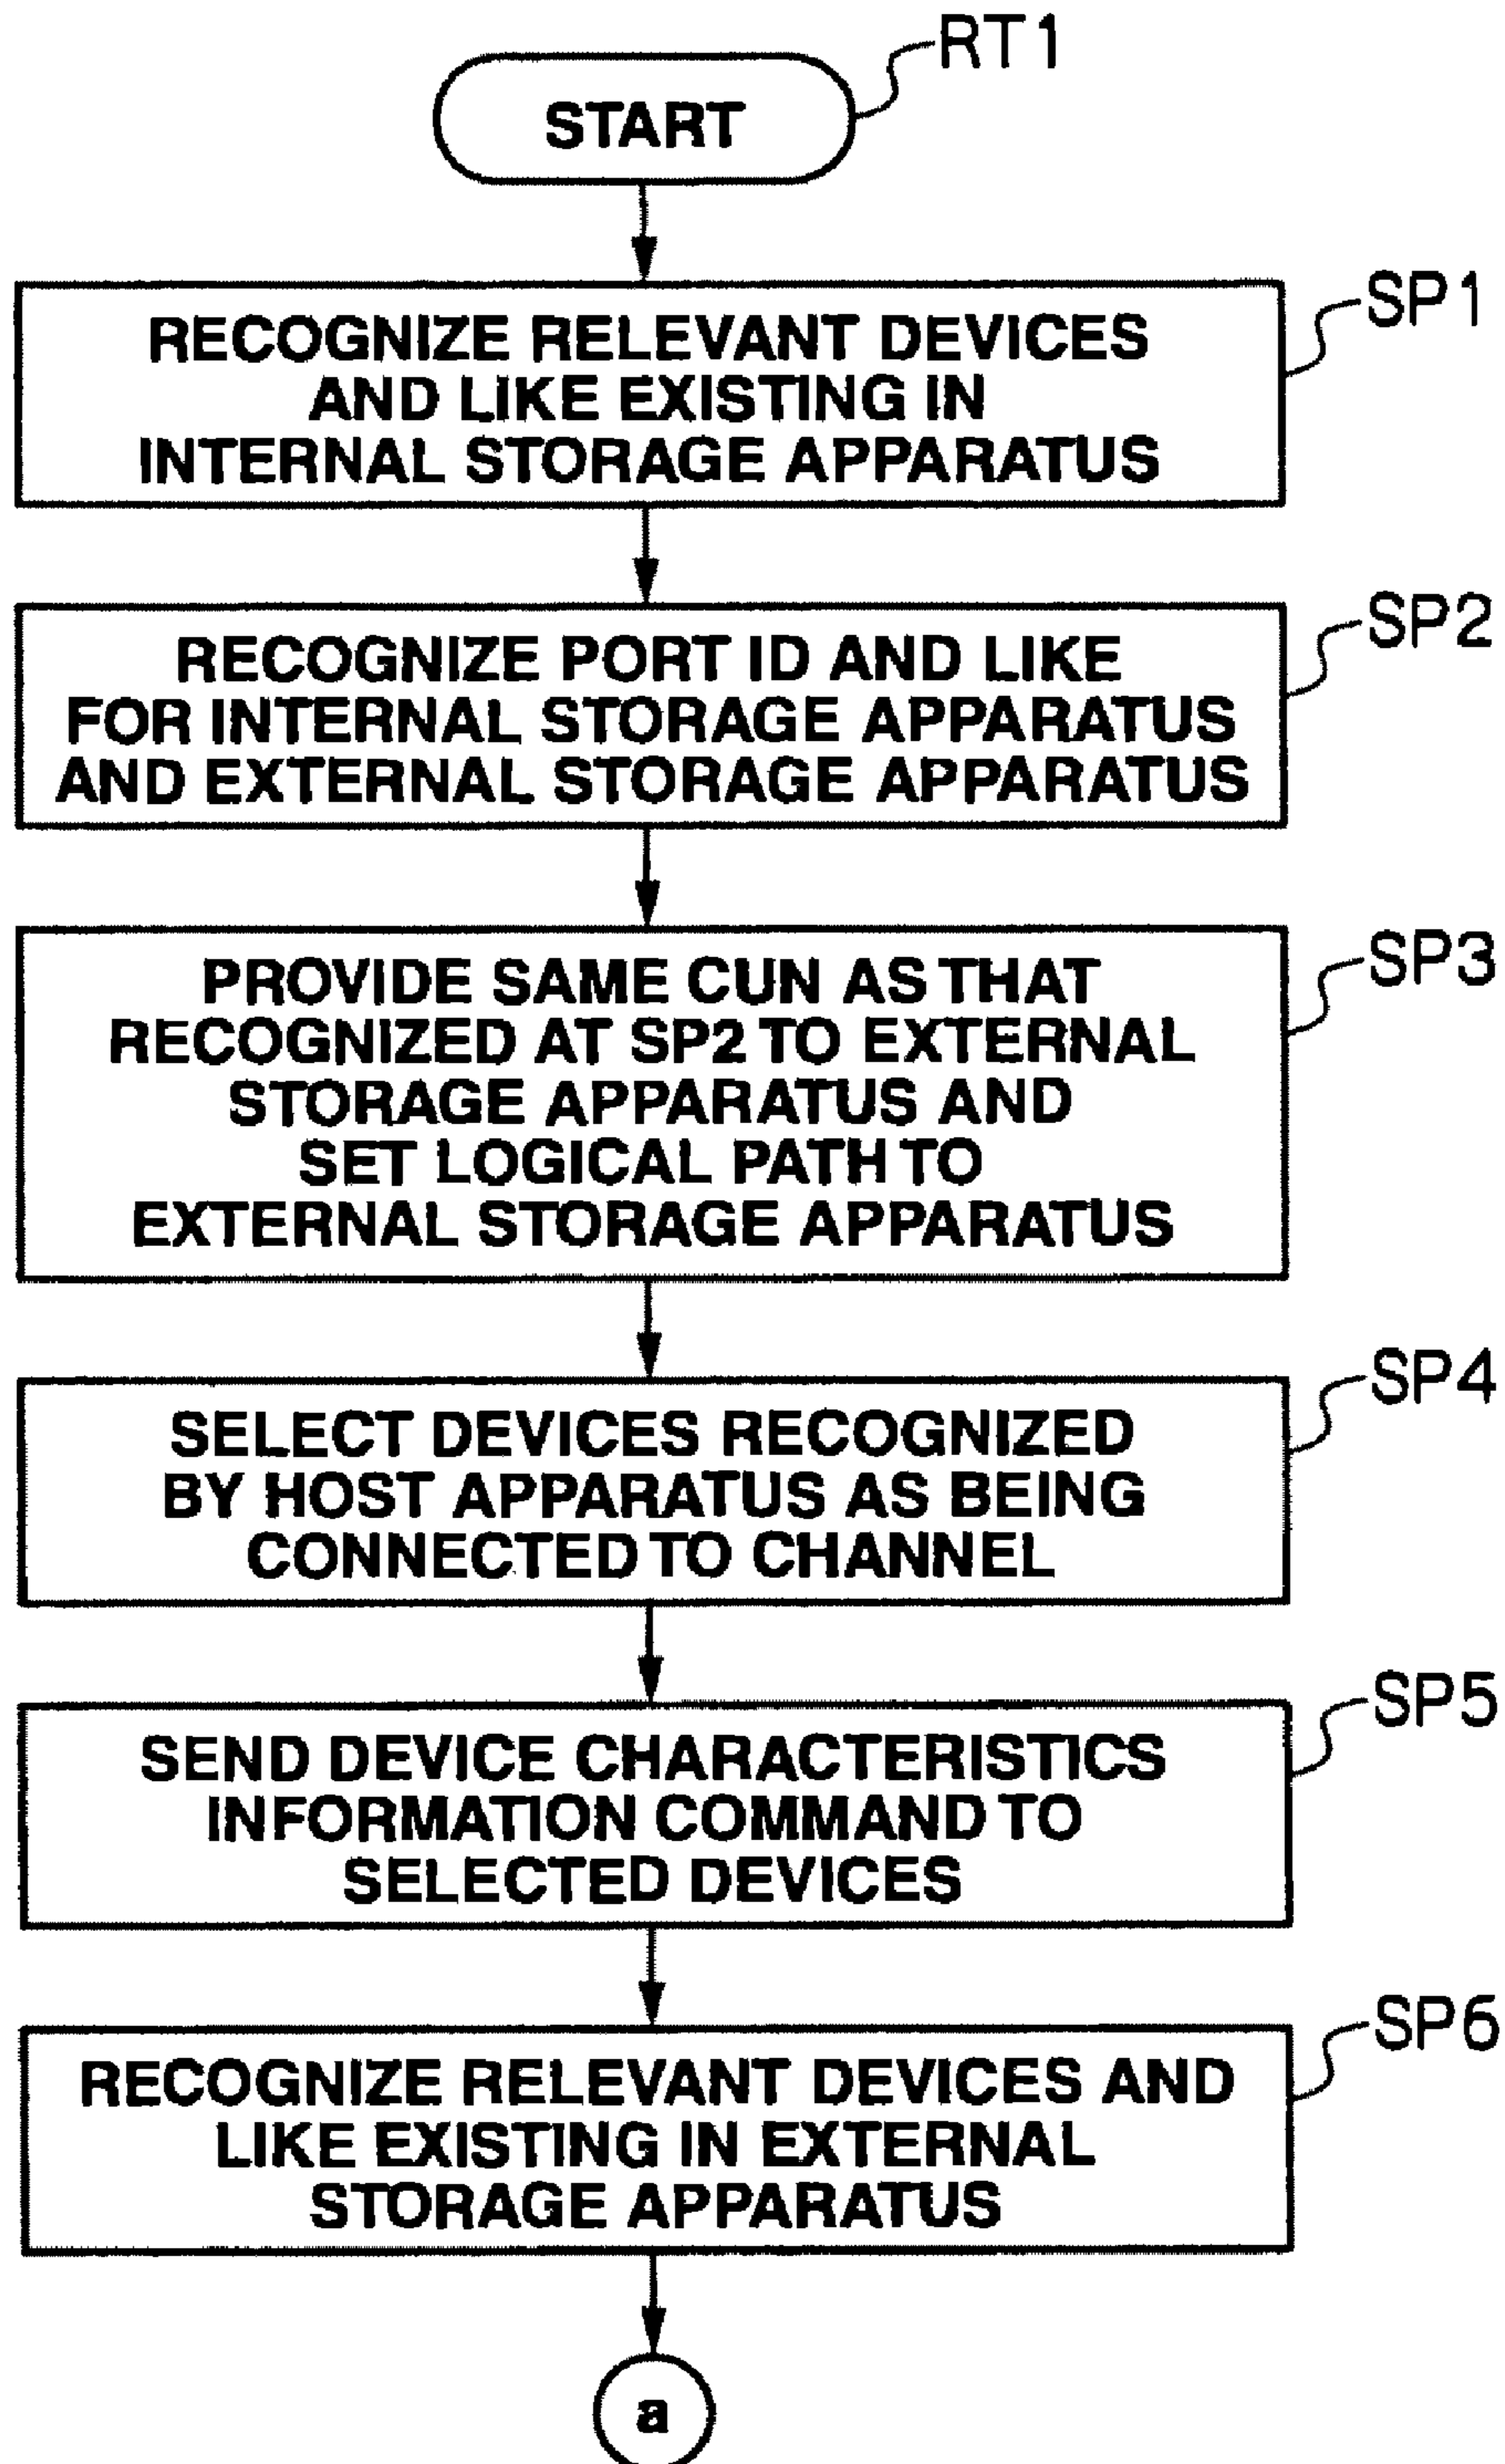 RT1
START
SP1
RECOGNIZE RELEVANT DEVICES
AND LIKE EXISTING IN
INTERNAL STORAGE APPARATUS
SP2
RECOGNIZE PORT ID AND LIKE
FOR INTERNAL STORAGE APPARATUS
AND EXTERNAL STORAGE APPARATUS
SP3
PROVIDE SAME CUN AS THAT
RECOGNIZED AT SP2 TO EXTERNAL
STORAGE APPARATUS AND
SET LOGICAL PATH TO
EXTERNAL STORAGE APPARATUS
SP4
SELECT DEVICES RECOGNIZED
BY HOST APPARATUS AS BEING
CONNECTED TO CHANNEL
SP5
SEND DEVICE CHARACTERISTICS
INFORMATION COMMAND TO
SELECTED DEVICES
SP6
RECOGNIZE RELEVANT DEVICES AND
LIKE EXISTING IN EXTERNAL
STORAGE APPARATUS
a